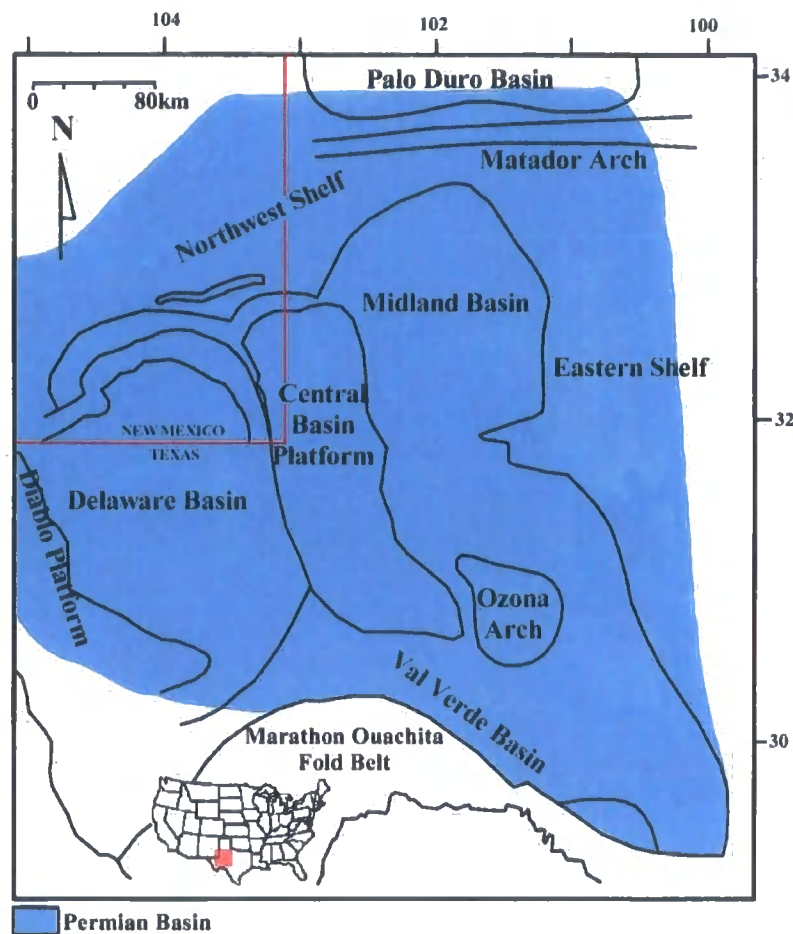 104
102
100
34
Palo Duro Basin
0 80km
N
Matador Arch
Northwest Shelf
Midland Basin
Eastern Shelf
Central
Basin
Platform
32
NEW MEXICO
TEXAS
Delaware Basin
Diablo Platform
Ozona
Arch
Val Verde Basin
30
Marathon Ouachita
Fold Belt
Permian Basin